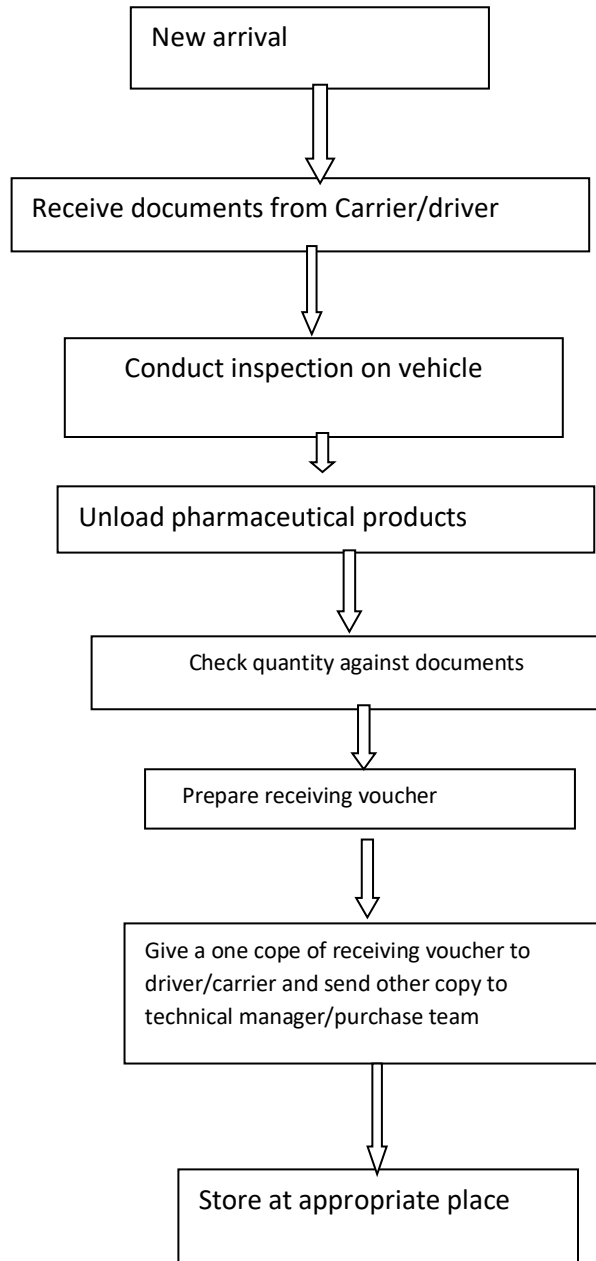 New arrival
Receive documents from Carrier/driver
Conduct inspection on vehicle
Unload pharmaceutical products
Check quantity against documents
Prepare receiving voucher
Give a one cope of receiving voucher to
driver/carrier and send other copy to
technical manager/purchase team
Store at appropriate place